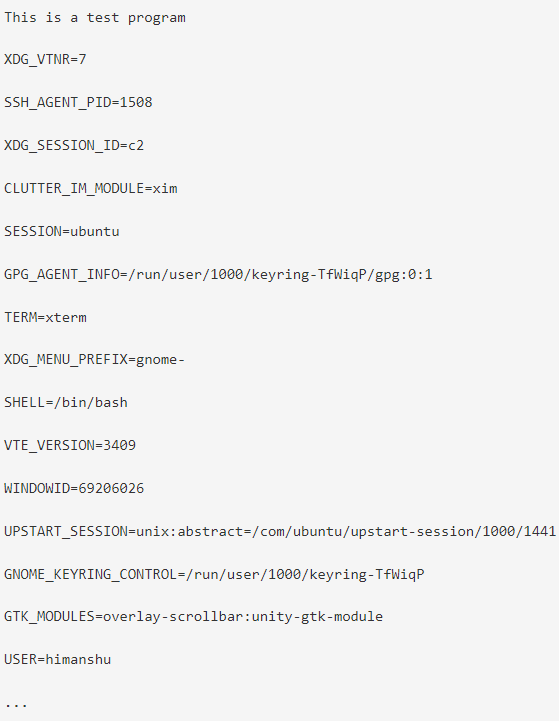 This is a test program
XDG_VTNR=7
SSH_AGENT_PID=1508
XDG_SESSION_ID=c2
CLUTTER_IM_MODULE=xim
SESSION=ubuntu
GPG_AGENT_INFO=/run/user/1000/keyring-TfWiqP/gpg:0:1
TERM=xterm
XDG_MENU_PREFIX=gnome-
SHELL=/bin/bash
VTE_VERSION=3409
WINDOWID=69206026
UPSTART_SESSION=unix:abstract=/com/ubuntu/upstart-session/1000/1441
GNOME_KEYRING_CONTROL=/run/user/1000/keyring-TfWiqP
GTK_MODULES=overlay-scrollbar:unity-gtk-module
USER=himanshu
...